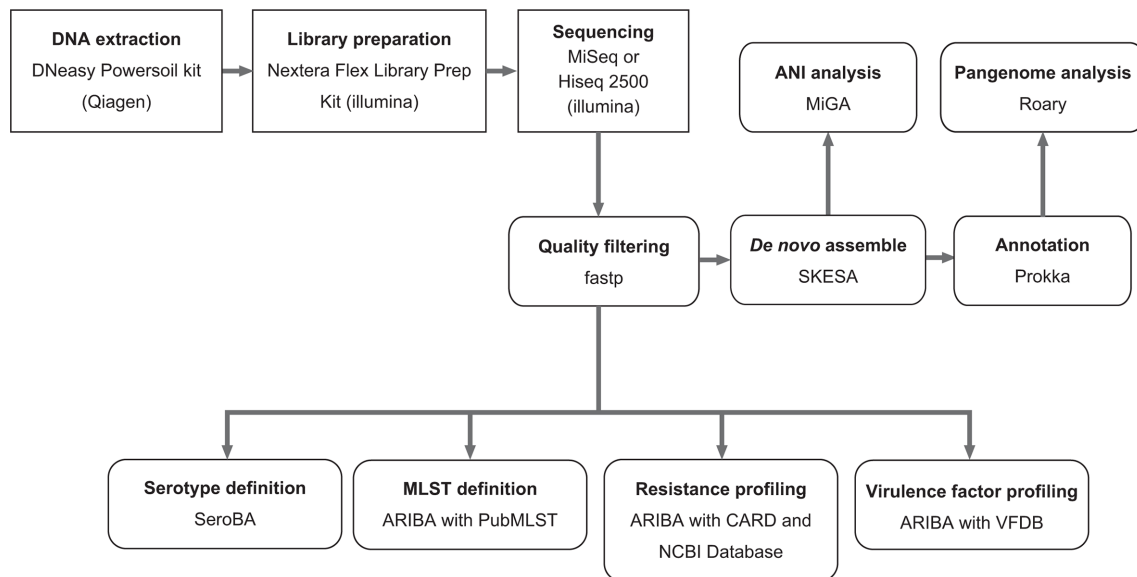 DNA extraction
DNeasy Powersoil kit
(Qiagen)
Library preparation
Nextera Flex Library Prep
Kit (illumina)
Sequencing
MiSeq or
Hiseq 2500
(illumina)
ANI analysis
MiGA
Pangenome analysis
Roary
Quality filtering
fastp
De novo assemble
SKESA
Annotation
Prokka
Serotype definition
SeroBA
MLST definition
ARIBA with PubMLST
Resistance profiling
ARIBA with CARD and
NCBI Database
Virulence factor profiling
ARIBA with VFDB